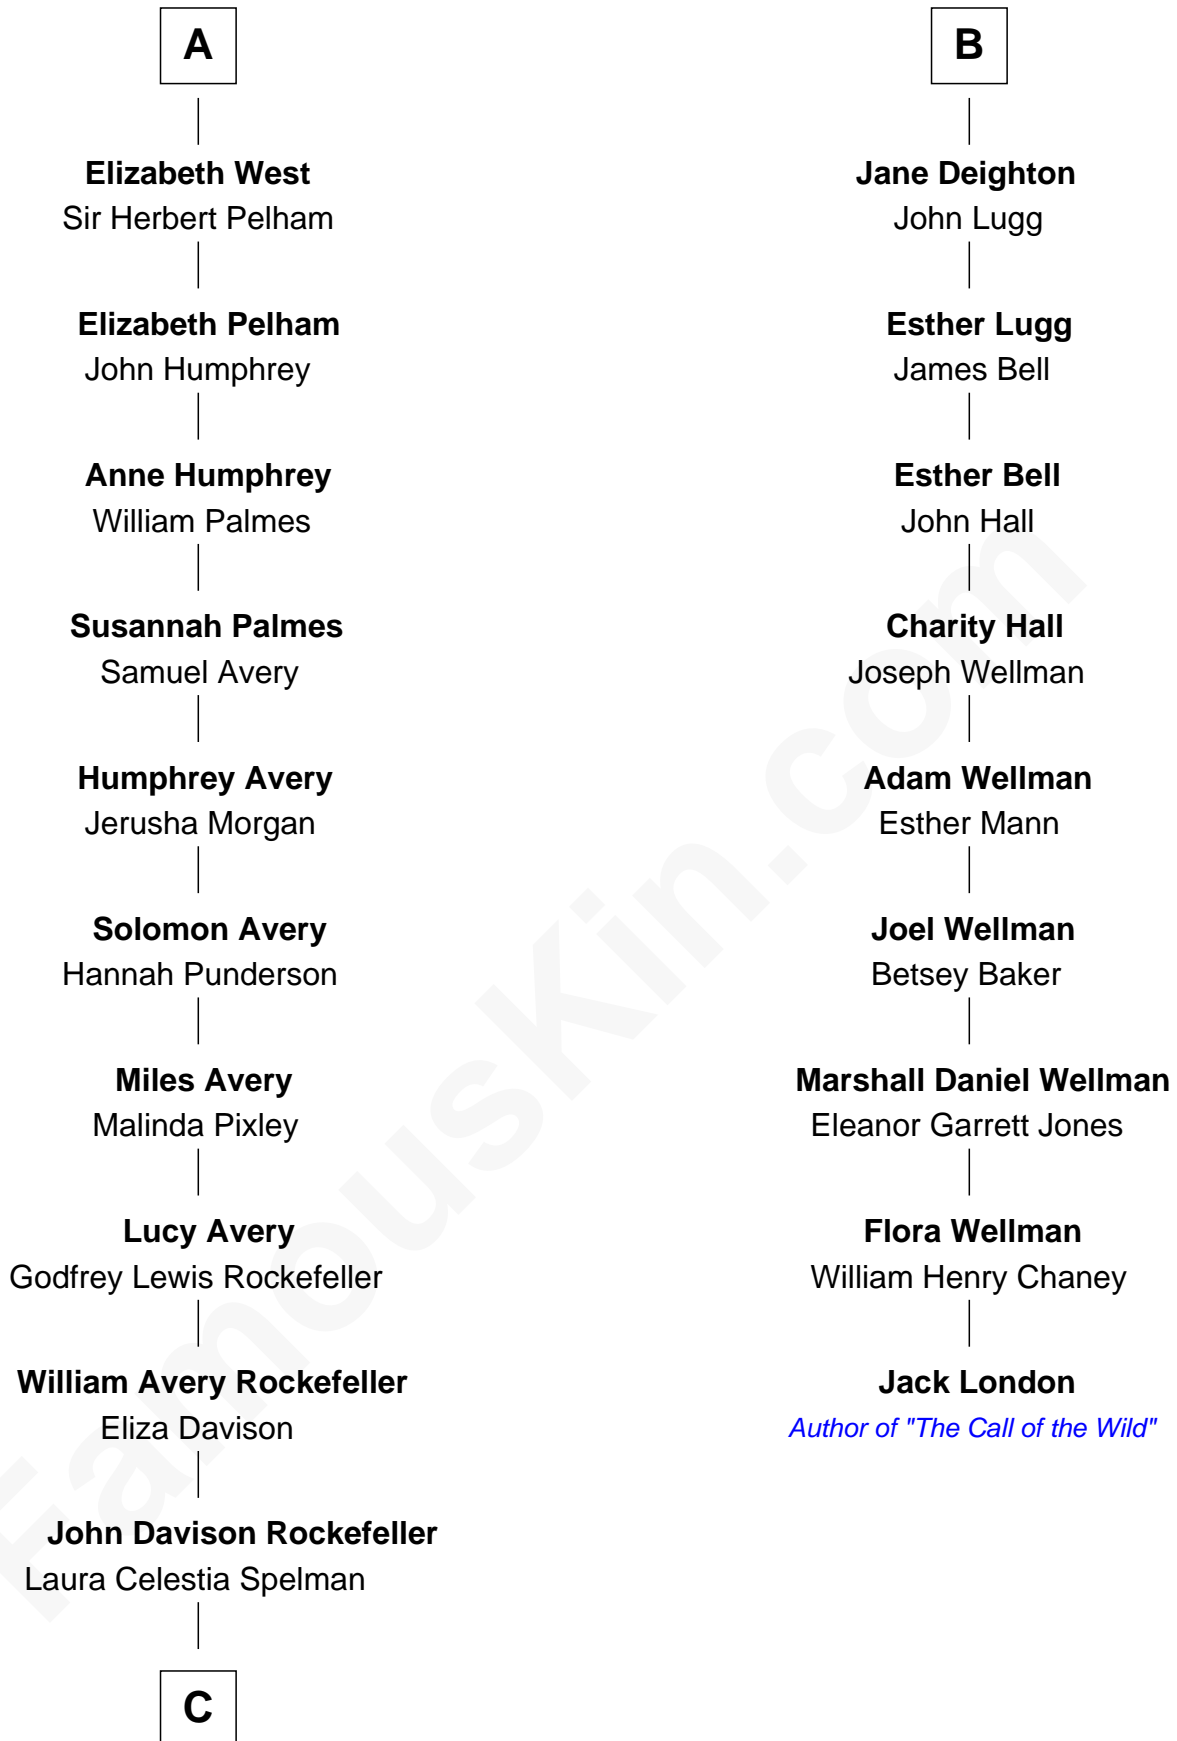 A
Elizabeth West
Sir Herbert Pelham
Elizabeth Pelham
John Humphrey
Anne Humphrey
William Palmes
Susannah Palmes
Samuel Avery
Humphrey Avery
Jerusha Morgan
Solomon Avery
Hannah Punderson
Miles Avery
Malinda Pixley
Lucy Avery
Godfrey Lewis Rockefeller
William Avery Rockefeller
Eliza Davison
John Davison Rockefeller
Laura Celestia Spelman
C
B
Jane Deighton
John Lugg
Esther Lugg
James Bell
Esther Bell
John Hall
Charity Hall
Joseph Wellman
Adam Wellman
Esther Mann
Joel Wellman
Betsey Baker
Marshall Daniel Wellman
Eleanor Garrett Jones
Flora Wellman
William Henry Chaney
Jack London
Author of "The Call of the Wild"
FamousKin.com